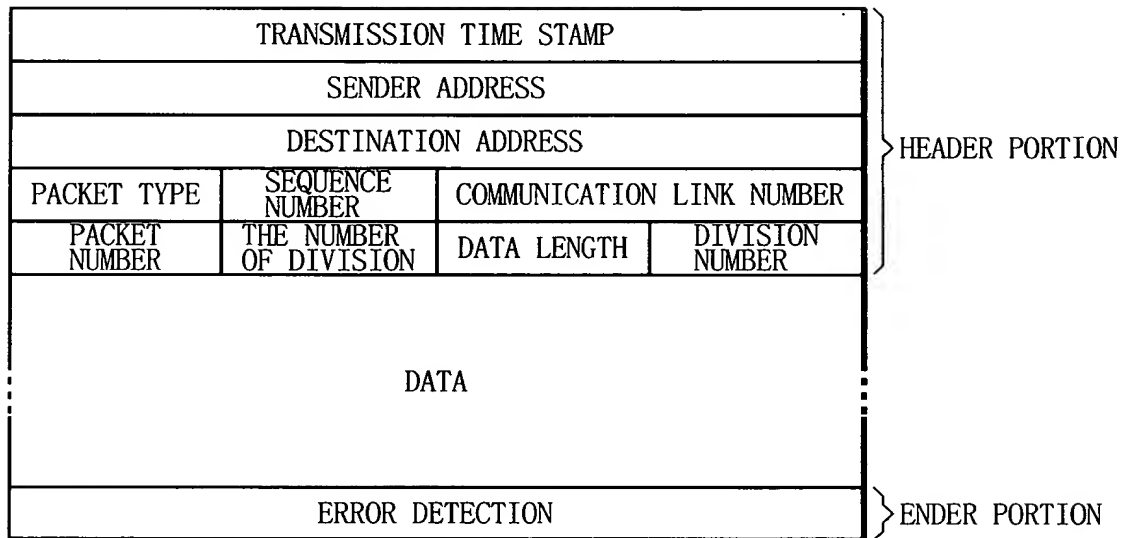 TRANSMISSION TIME STAMP
SENDER ADDRESS
DESTINATION ADDRESS
HEADER PORTION
PACKET TYPE
SEQUENCE
NUMBER
COMMUNICATION LINK NUMBER
PACKET
NUMBER
THE NUMBER
OF DIVISION
DATA LENGTH
DIVISION
NUMBER
DATA
ERROR DETECTION
ENDER PORTION